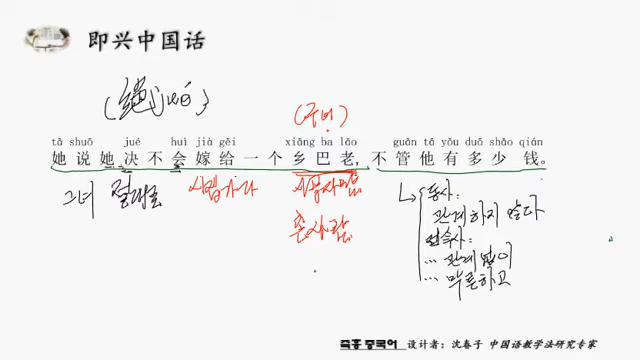 即兴中国话
(绝 jué)
(주어)
tā shuō jué huì jià gěi xiāng ba lǎo guǎn tā yǒu duō shǎo qián
她说她决不会嫁给一个乡巴老,不管他有多少钱。
그녀 절대로 시집가다 시골사람
촌사람
동사:
관계하지 않다
접속사:
… 관계 없이
… 막론하고
즉흥 중국어 设计者：沈春子 中国语教学法研究专家